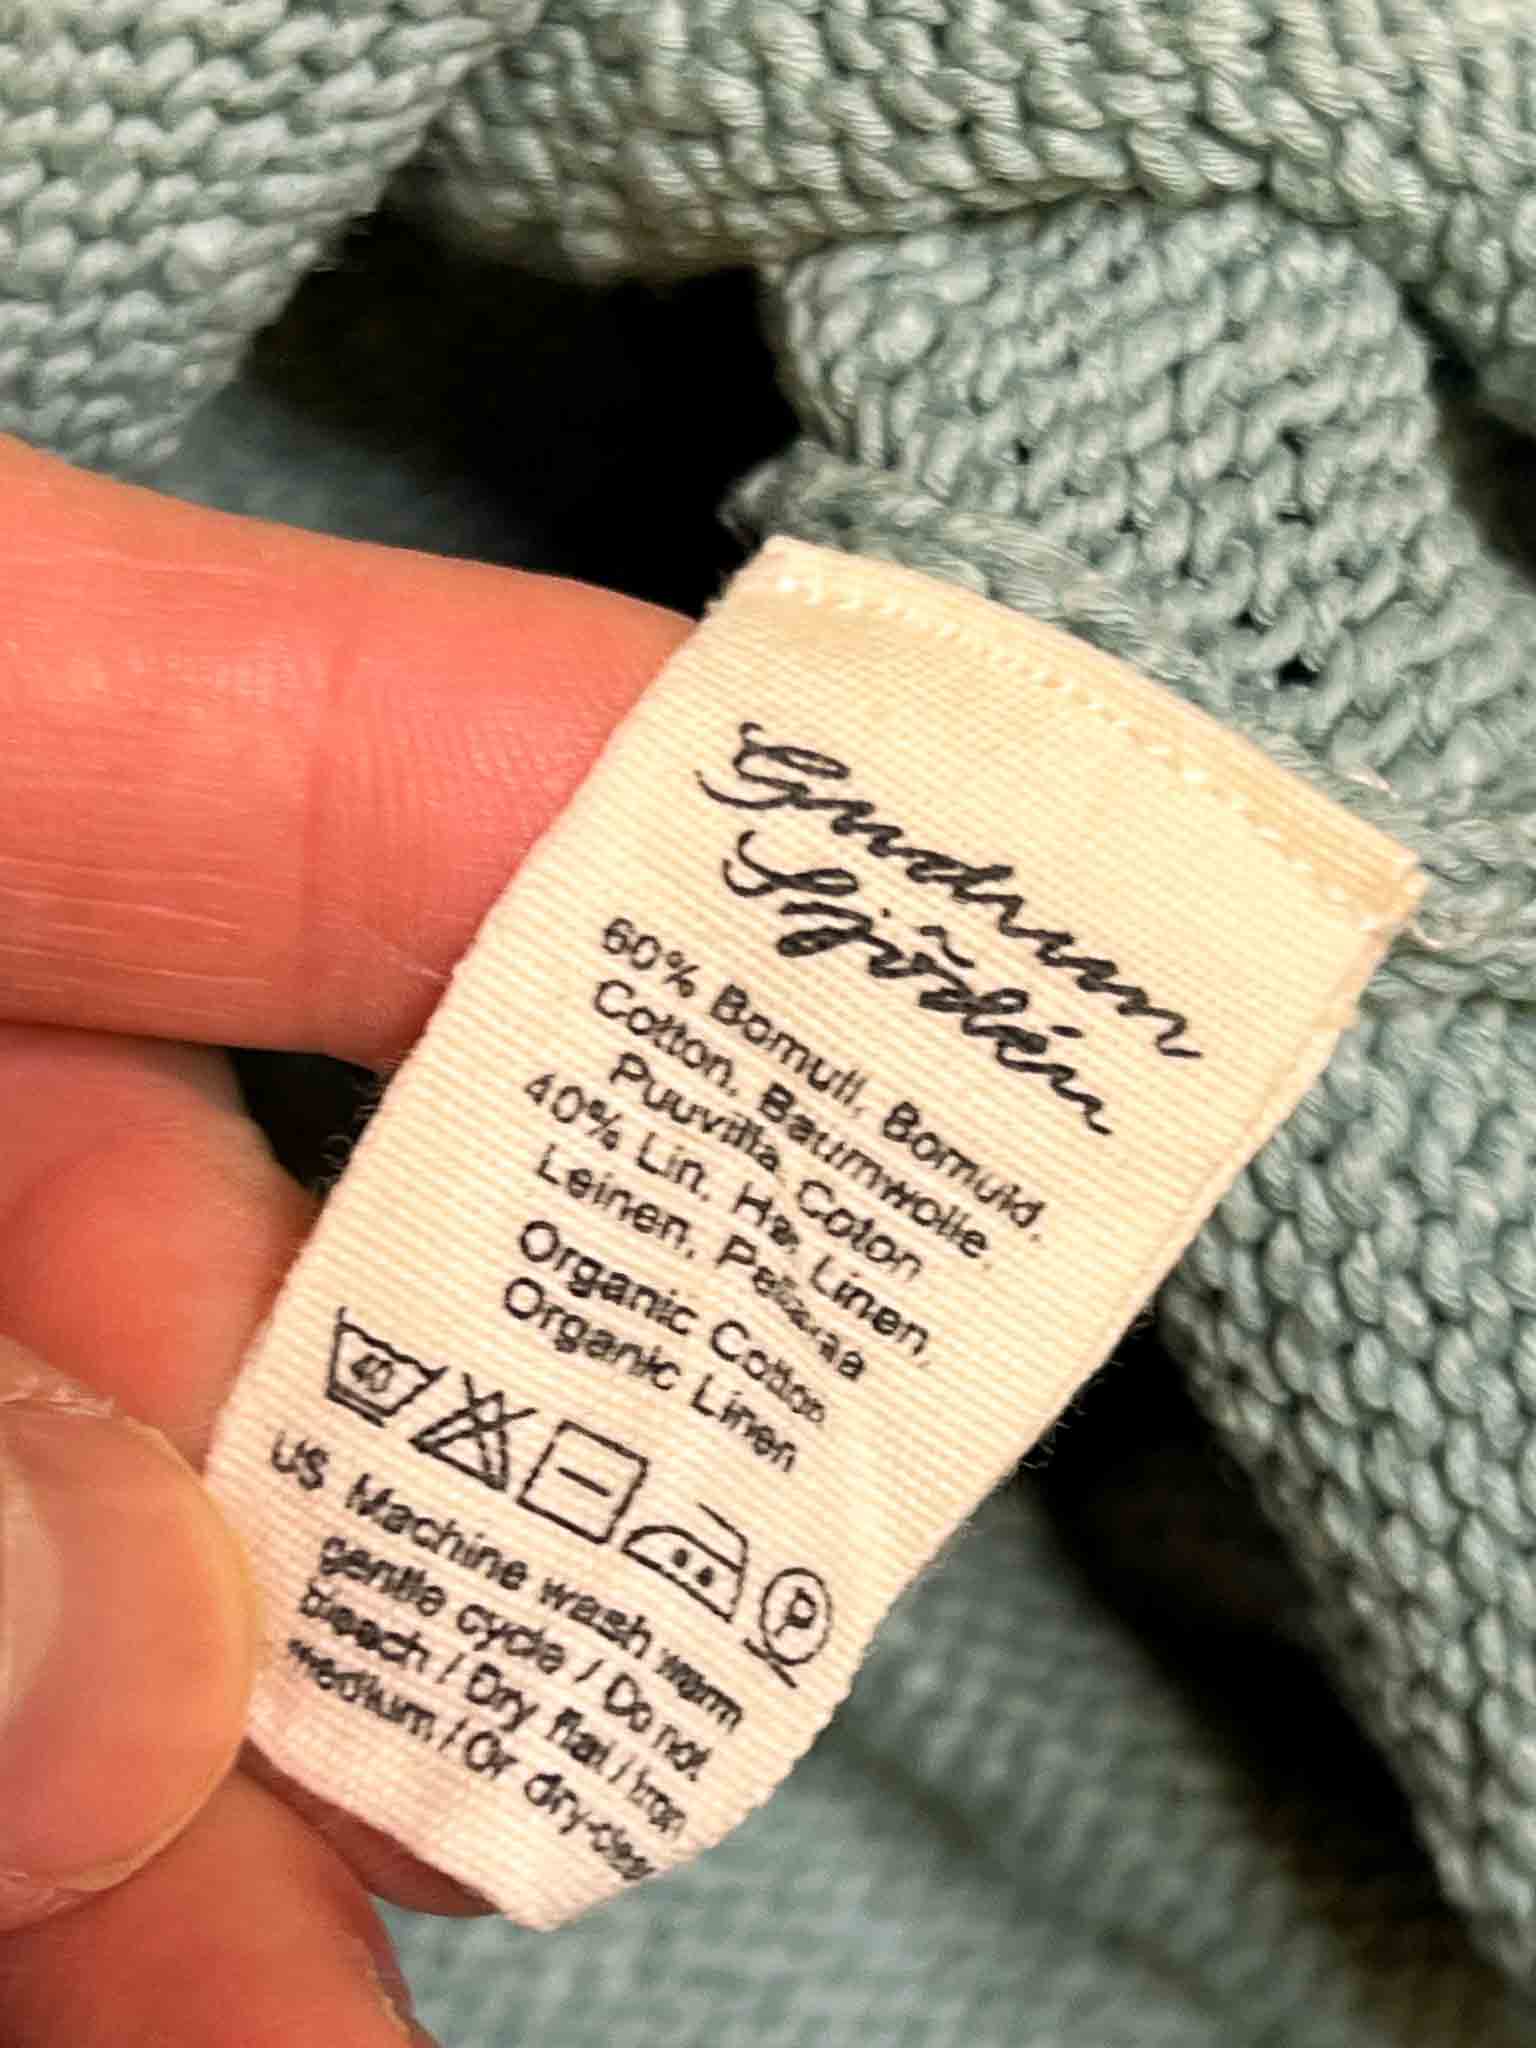 Gudrun
Sjödén
60% Bomull, Bomuld,
Cotton, Baumwolle,
Puuvilla, Coton
40% Lin, Hør, Linen,
Leinen, Pellavaa
Organic Cotton
Organic Linen
40
P
US Machine wash warm
gentle cycle / Do not
bleach / Dry flat / Iron
medium / Or dry-clean